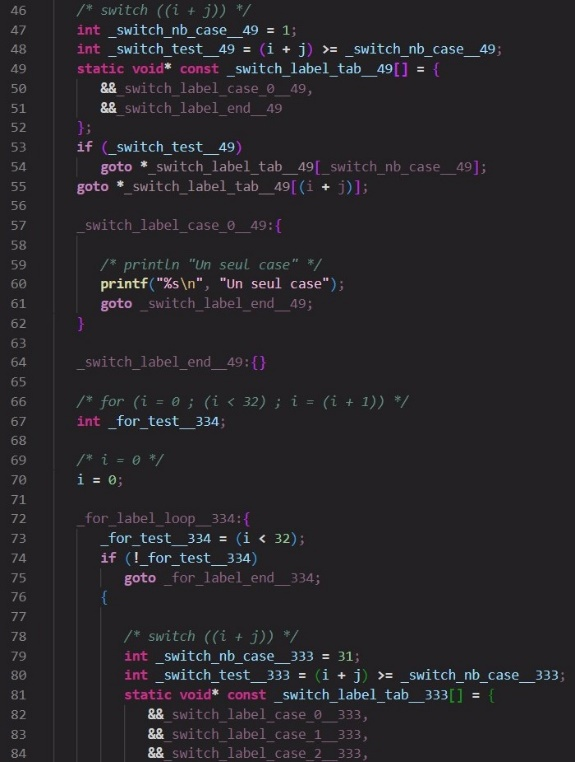 46 /* switch ((i + j)) */
47 int _switch_nb_case__49 = 1;
48 int _switch_test__49 = (i + j) >= _switch_nb_case__49;
49 static void* const _switch_label_tab__49[] = {
50 &&_switch_label_case_0__49,
51 &&_switch_label_end__49
52 };
53 if (_switch_test__49)
54 goto *_switch_label_tab__49[_switch_nb_case__49];
55 goto *_switch_label_tab__49[(i + j)];
56
57 _switch_label_case_0__49:{
58
59 /* println "Un seul case" */
60 printf("%s\n", "Un seul case");
61 goto _switch_label_end__49;
62 }
63
64 _switch_label_end__49:{}
65
66 /* for (i = 0 ; (i < 32) ; i = (i + 1)) */
67 int _for_test__334;
68
69 /* i = 0 */
70 i = 0;
71
72 _for_label_loop__334:{
73 _for_test__334 = (i < 32);
74 if (!_for_test__334)
75 goto _for_label_end__334;
76 {
77
78 /* switch ((i + j)) */
79 int _switch_nb_case__333 = 31;
80 int _switch_test__333 = (i + j) >= _switch_nb_case__333;
81 static void* const _switch_label_tab__333[] = {
82 &&_switch_label_case_0__333,
83 &&_switch_label_case_1__333,
84 &&_switch_label_case_2__333,